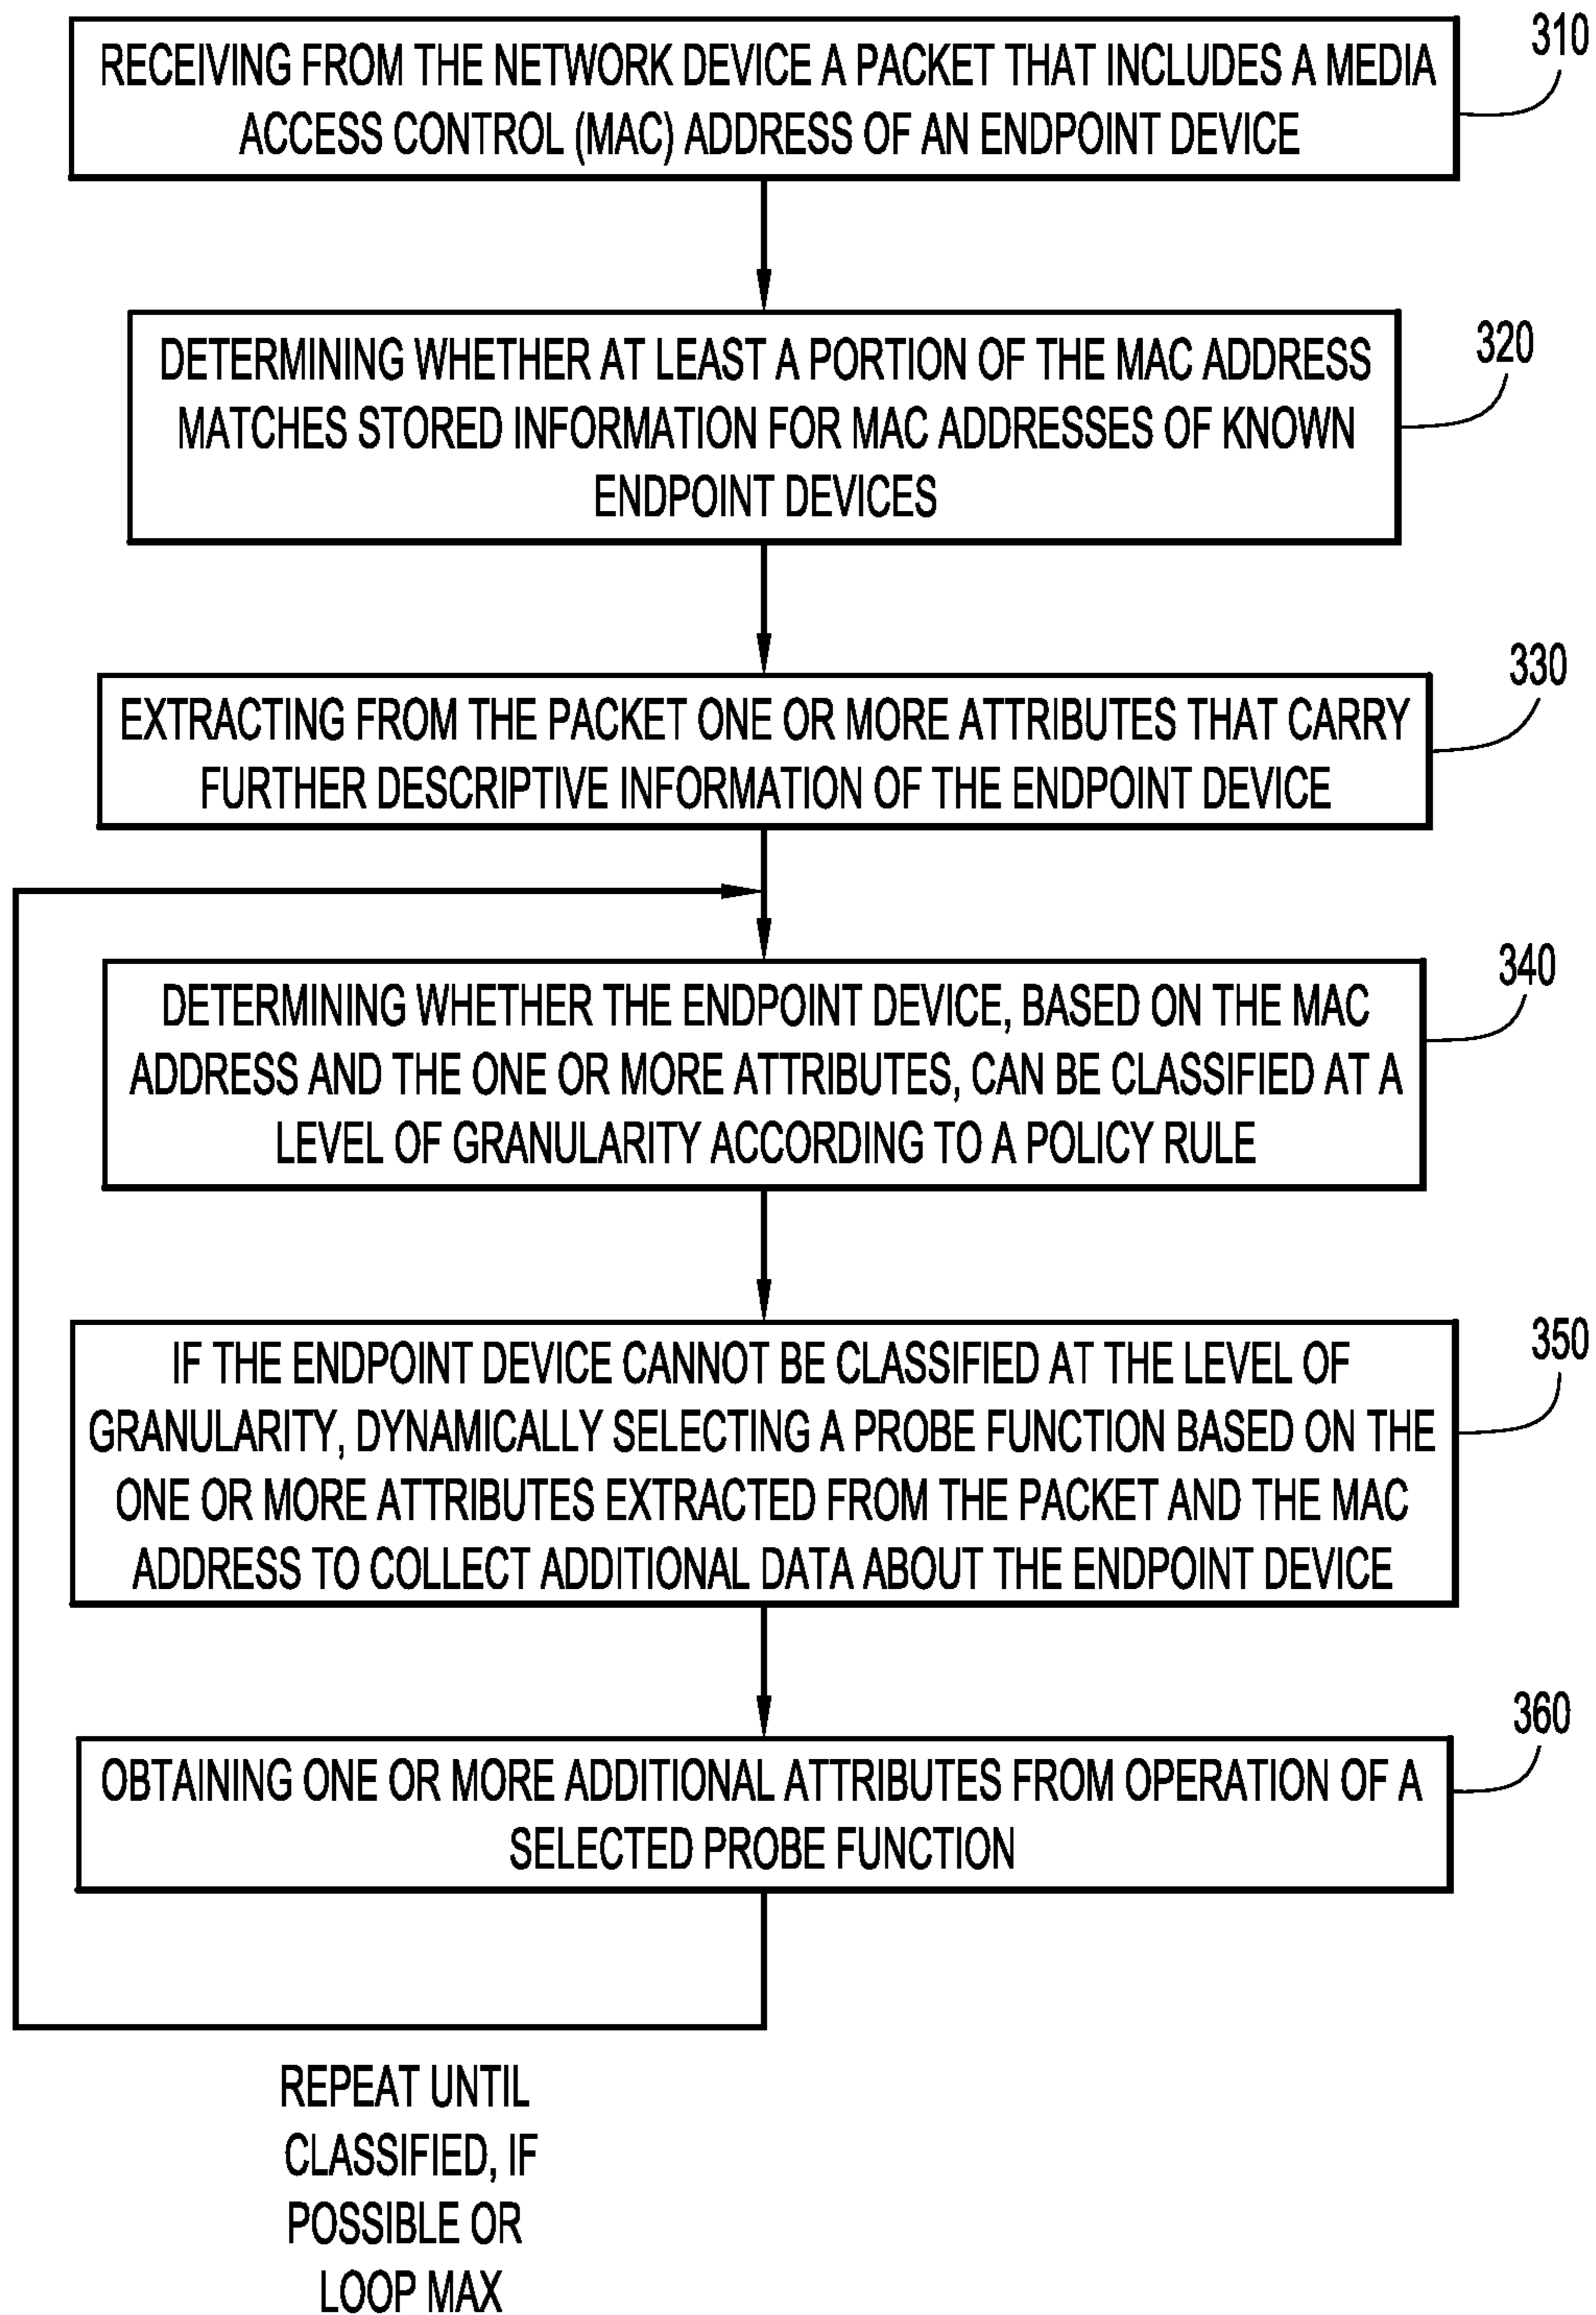 310
RECEIVING FROM THE NETWORK DEVICE A PACKET THAT INCLUDES A MEDIA
ACCESS CONTROL (MAC) ADDRESS OF AN ENDPOINT DEVICE
320
DETERMINING WHETHER AT LEAST A PORTION OF THE MAC ADDRESS
MATCHES STORED INFORMATION FOR MAC ADDRESSES OF KNOWN
ENDPOINT DEVICES
330
EXTRACTING FROM THE PACKET ONE OR MORE ATTRIBUTES THAT CARRY
FURTHER DESCRIPTIVE INFORMATION OF THE ENDPOINT DEVICE
340
DETERMINING WHETHER THE ENDPOINT DEVICE, BASED ON THE MAC
ADDRESS AND THE ONE OR MORE ATTRIBUTES, CAN BE CLASSIFIED AT A
LEVEL OF GRANULARITY ACCORDING TO A POLICY RULE
350
IF THE ENDPOINT DEVICE CANNOT BE CLASSIFIED AT THE LEVEL OF
GRANULARITY, DYNAMICALLY SELECTING A PROBE FUNCTION BASED ON THE
ONE OR MORE ATTRIBUTES EXTRACTED FROM THE PACKET AND THE MAC
ADDRESS TO COLLECT ADDITIONAL DATA ABOUT THE ENDPOINT DEVICE
360
OBTAINING ONE OR MORE ADDITIONAL ATTRIBUTES FROM OPERATION OF A
SELECTED PROBE FUNCTION
REPEAT UNTIL
CLASSIFIED, IF
POSSIBLE OR
LOOP MAX